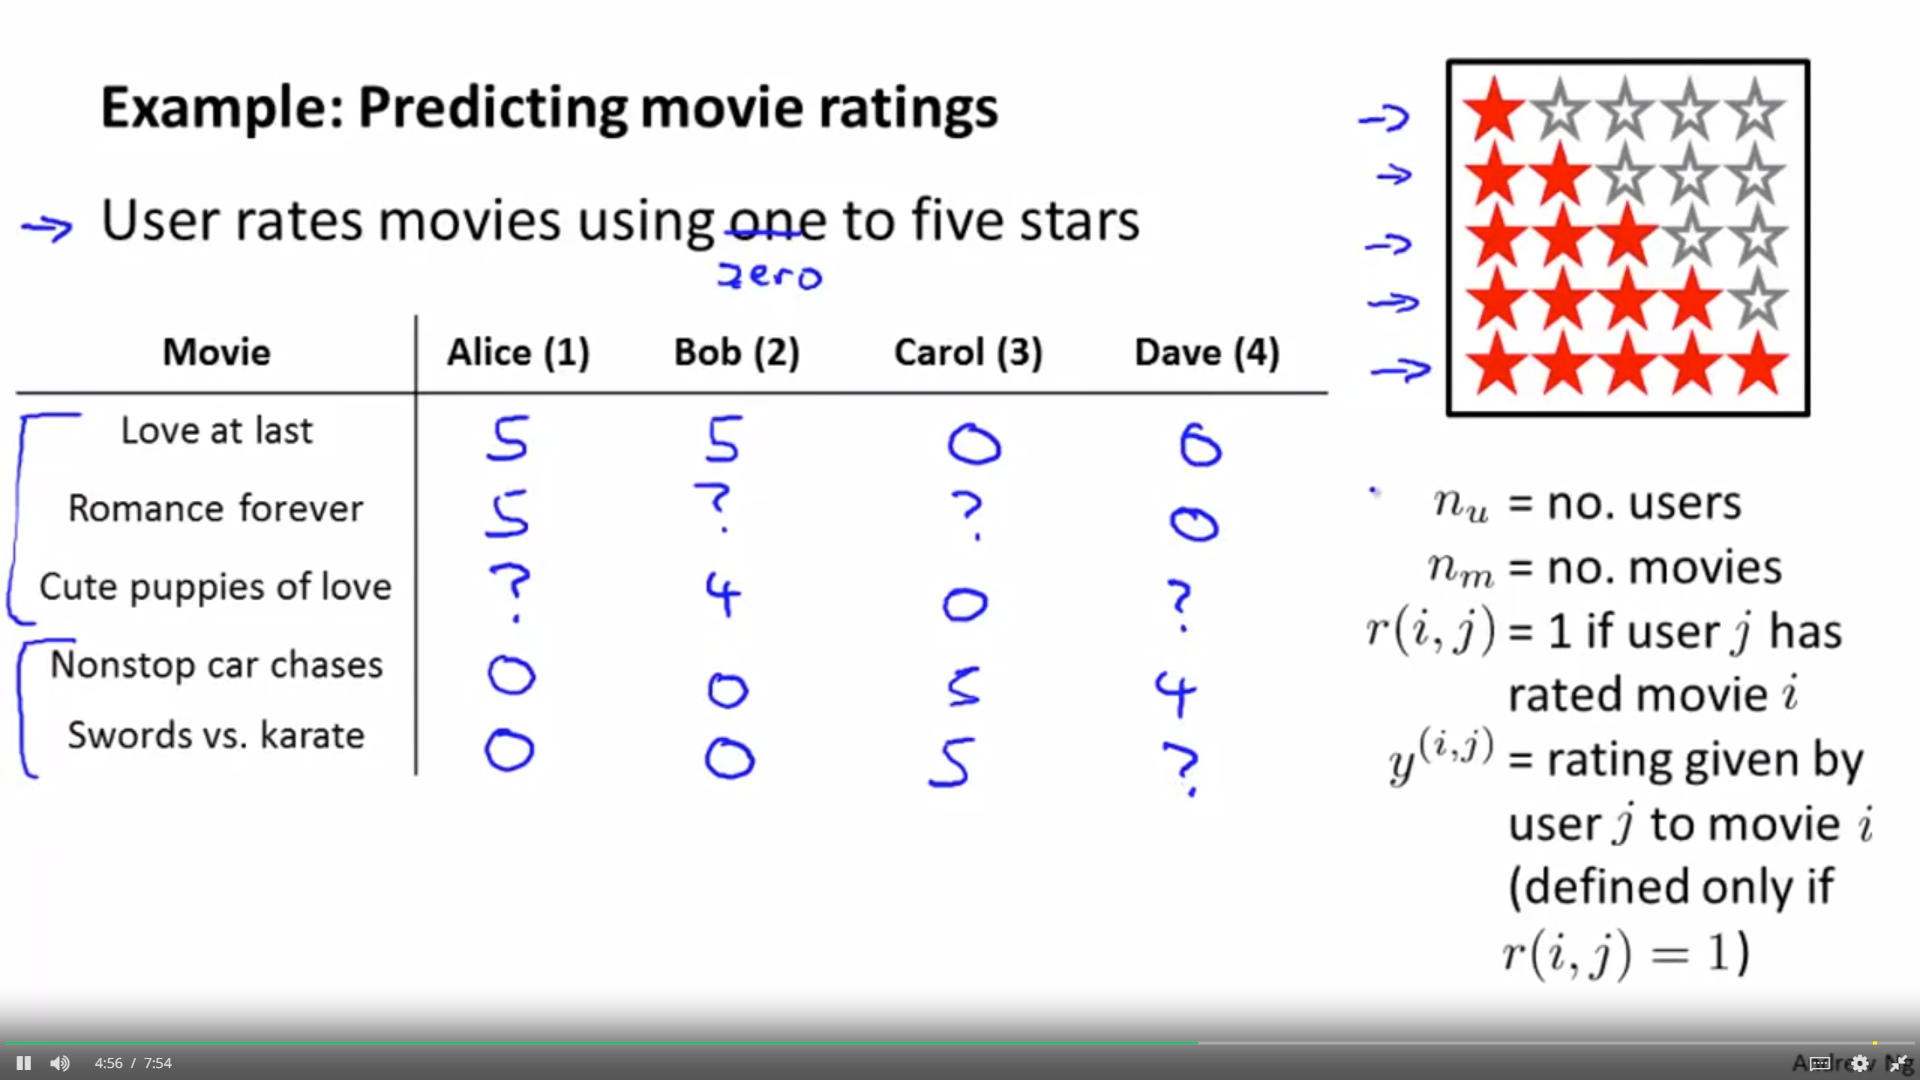 Example: Predicting movie ratings
→ User rates movies using one to five stars
zero
Movie Alice (1) Bob (2) Carol (3) Dave (4)
Love at last 5 5 0 0
Romance forever 5 ? ? 0
Cute puppies of love ? 4 0 ?
Nonstop car chases 0 0 5 4
Swords vs. karate 0 0 5 ?
n_u = no. users
n_m = no. movies
r(i, j) = 1 if user j has
rated movie i
y^(i,j) = rating given by
user j to movie i
(defined only if
r(i, j) = 1)
4:56 / 7:54
Andrew Ng